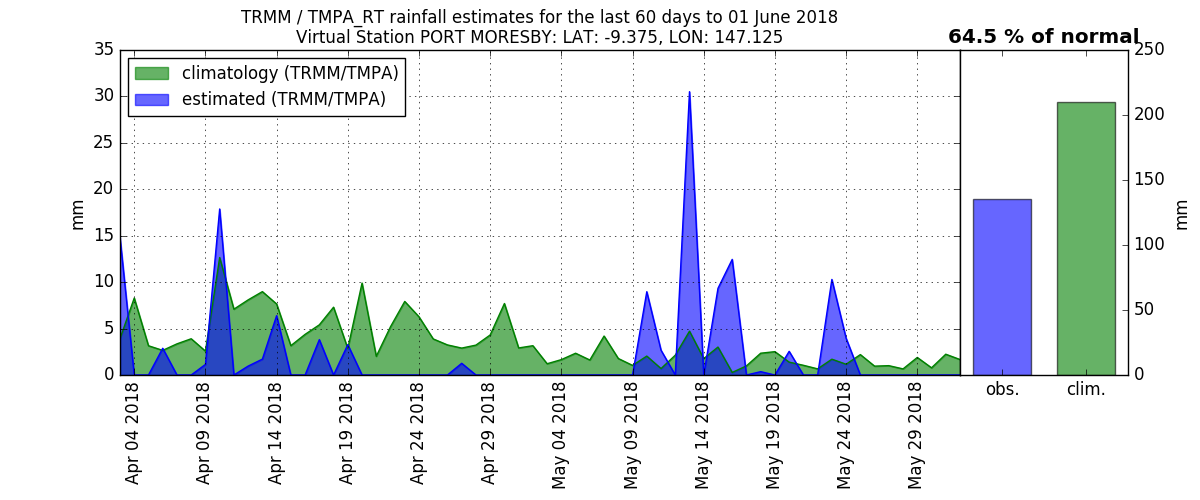 TRMM / TMPA_RT rainfall estimates for the last 60 days to 01 June 2018
Virtual Station PORT MORESBY: LAT: -9.375, LON: 147.125
64.5 % of normal
climatology (TRMM/TMPA)
estimated (TRMM/TMPA)
35
30
25
20
15
10
5
0
mm
Apr 04 2018
Apr 09 2018
Apr 14 2018
Apr 19 2018
Apr 24 2018
Apr 29 2018
May 04 2018
May 09 2018
May 14 2018
May 19 2018
May 24 2018
May 29 2018
250
200
150
100
50
0
mm
obs.
clim.